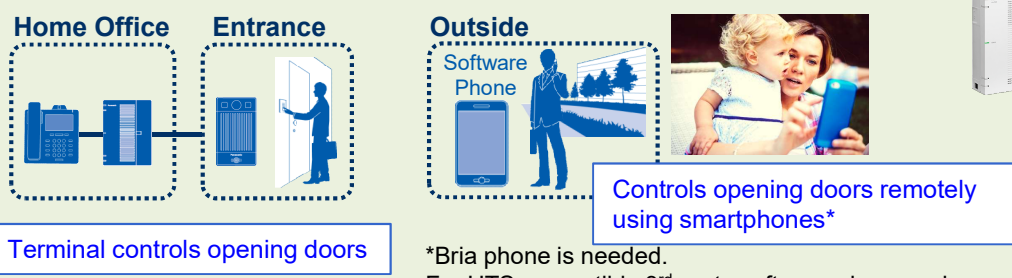 Home Office
Entrance
Outside
Software
Phone
Controls opening doors remotely
using smartphones*
Terminal controls opening doors
*Bria phone is needed.